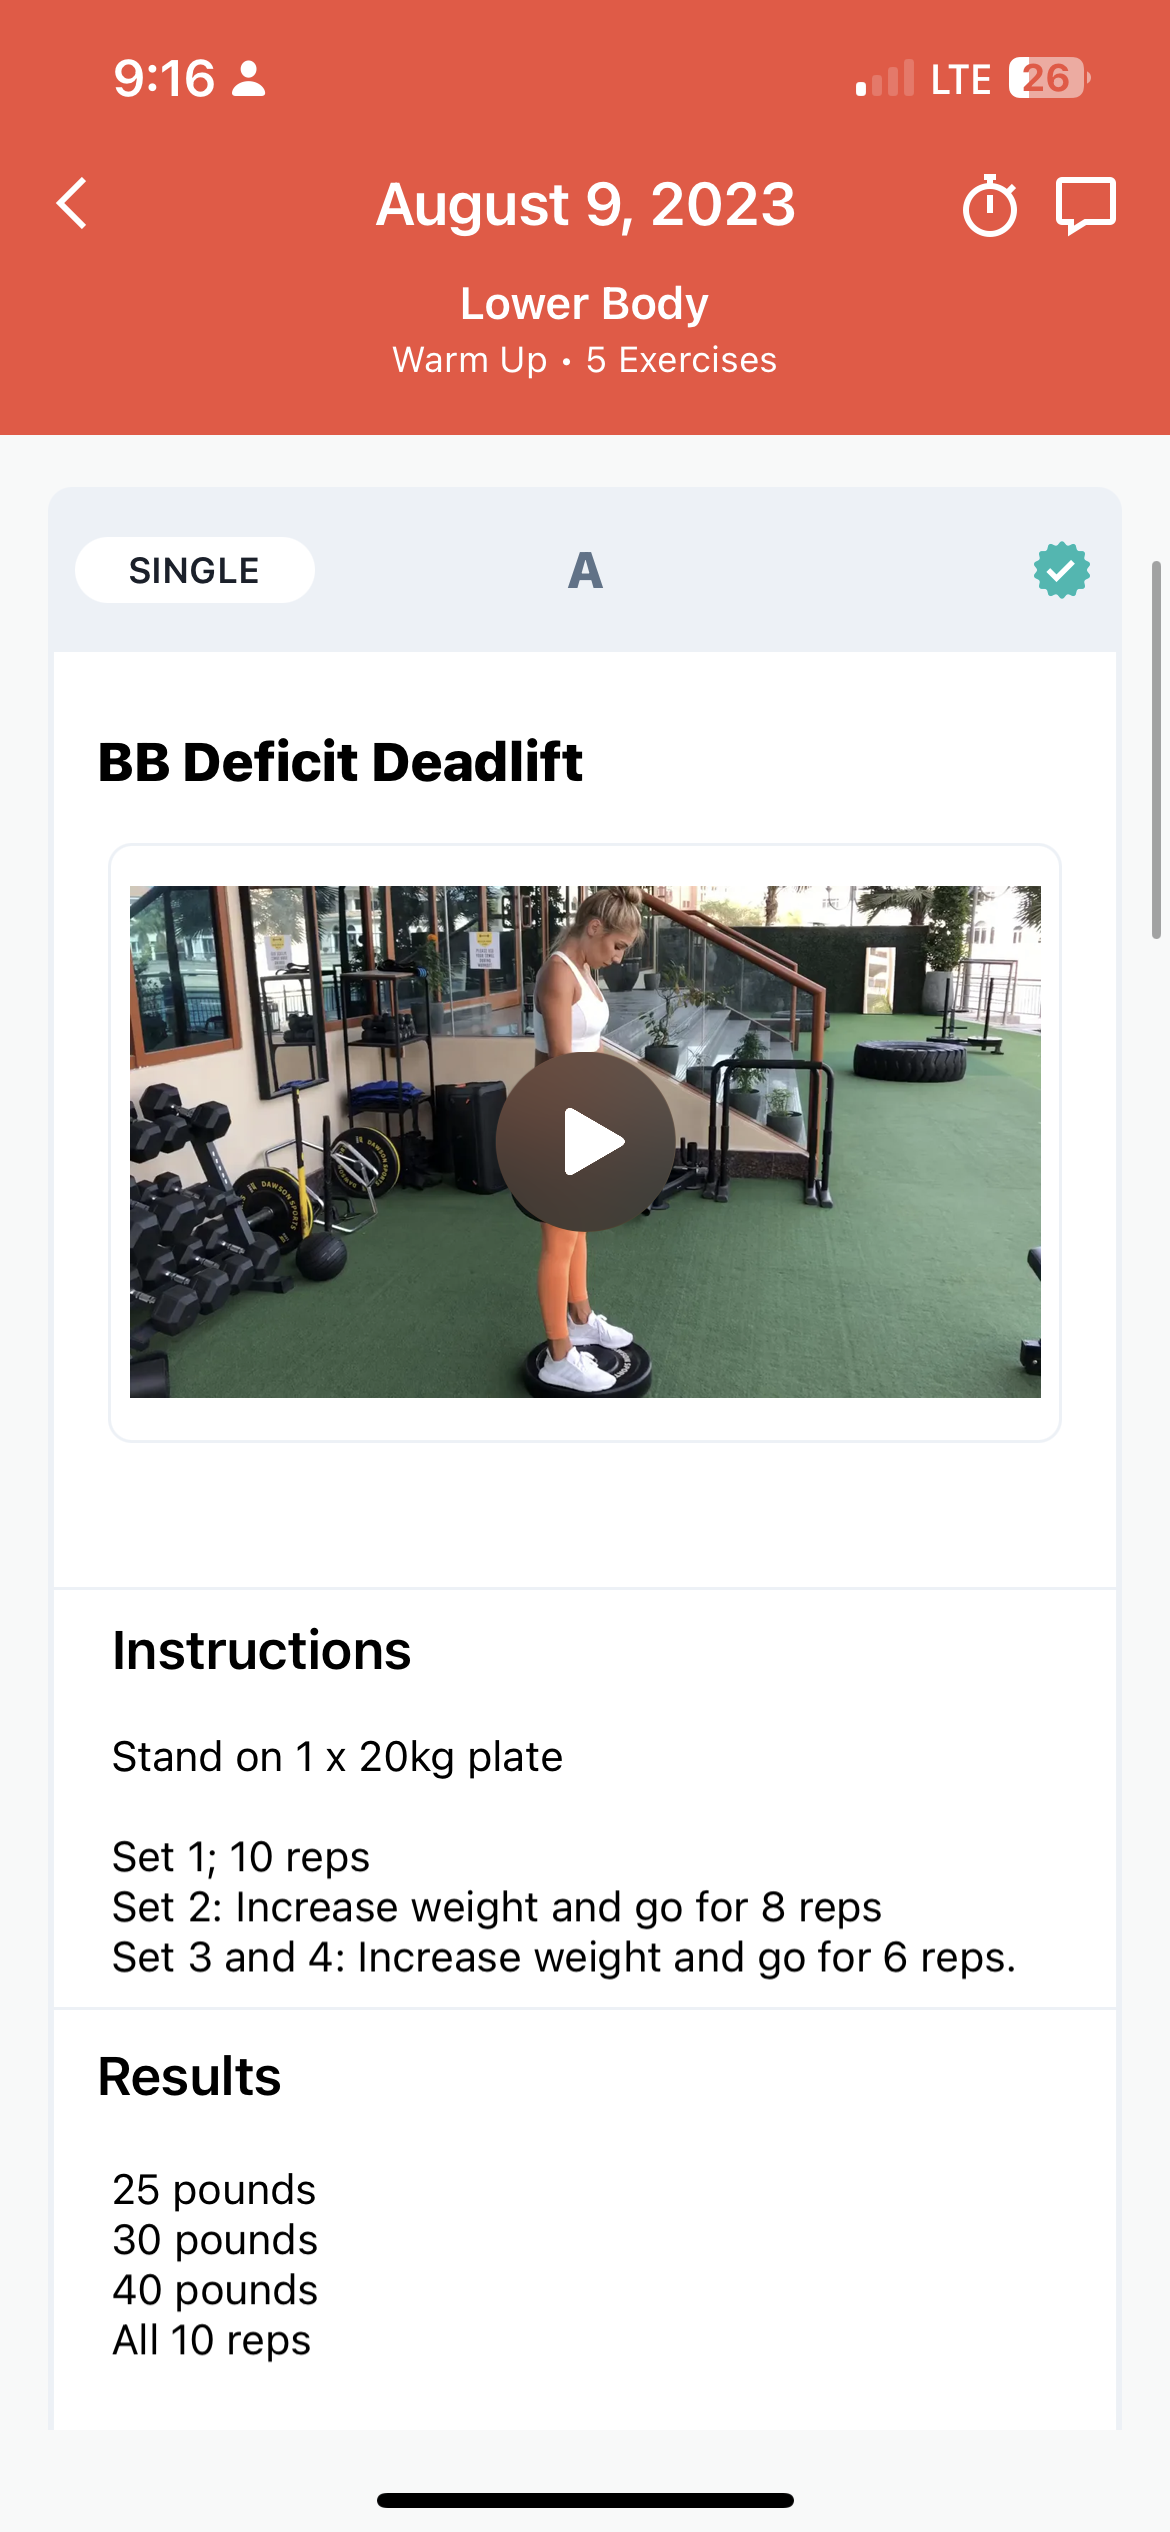 9:16
LTE 26
August 9, 2023
Lower Body
Warm Up • 5 Exercises
SINGLE
A
BB Deficit Deadlift
DAWSON SPORTS
DAWSON SPORTS
Instructions
Stand on 1 x 20kg plate
Set 1; 10 reps
Set 2: Increase weight and go for 8 reps
Set 3 and 4: Increase weight and go for 6 reps.
Results
25 pounds
30 pounds
40 pounds
All 10 reps